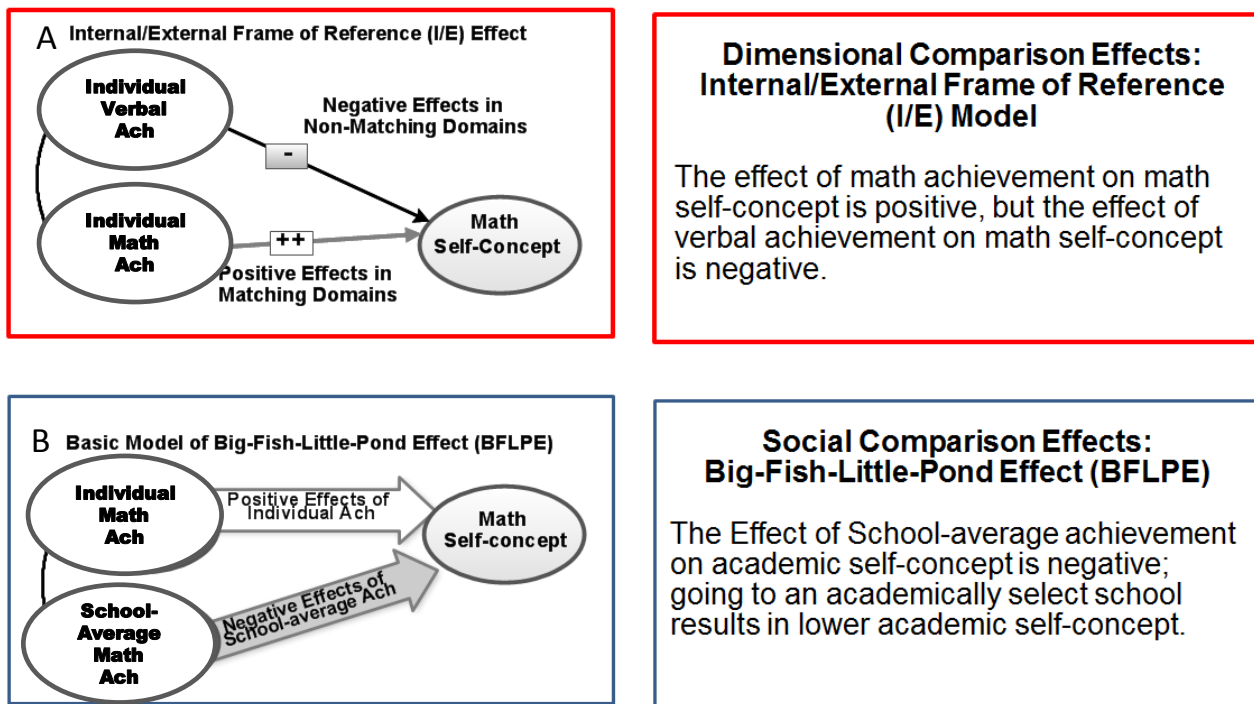 A Internal/External Frame of Reference (I/E) Effect
Individual
Verbal
Ach
Negative Effects in
Non-Matching Domains
-
Individual
Math
Ach
++
Math
Self-Concept
Positive Effects in
Matching Domains
Dimensional Comparison Effects:
Internal/External Frame of Reference
(I/E) Model
The effect of math achievement on math
self-concept is positive, but the effect of
verbal achievement on math self-concept
is negative.
B Basic Model of Big-Fish-Little-Pond Effect (BFLPE)
Individual
Math
Ach
Positive Effects of
Individual Ach
Math
Self-concept
Negative Effects of
School-average Ach
School-
Average
Math
Ach
Social Comparison Effects:
Big-Fish-Little-Pond Effect (BFLPE)
The Effect of School-average achievement
on academic self-concept is negative;
going to an academically select school
results in lower academic self-concept.